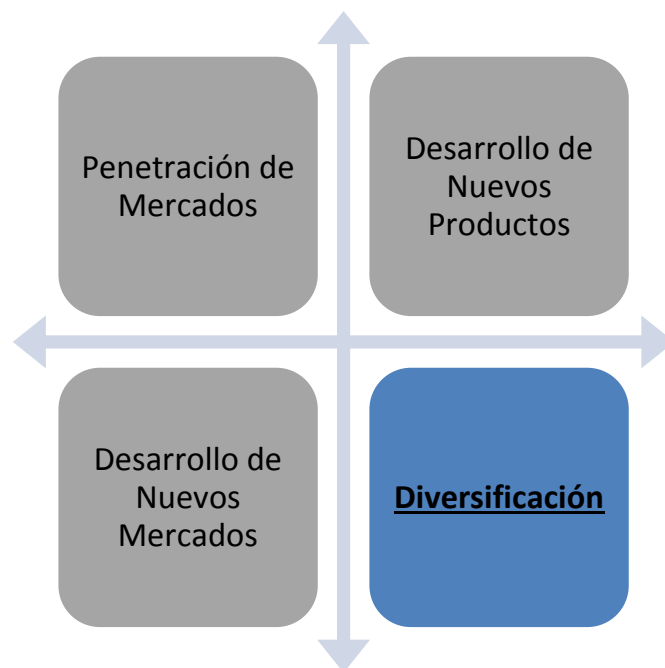 Penetración de
Mercados
Desarrollo de
Nuevos
Productos
Desarrollo de
Nuevos
Mercados
Diversificación